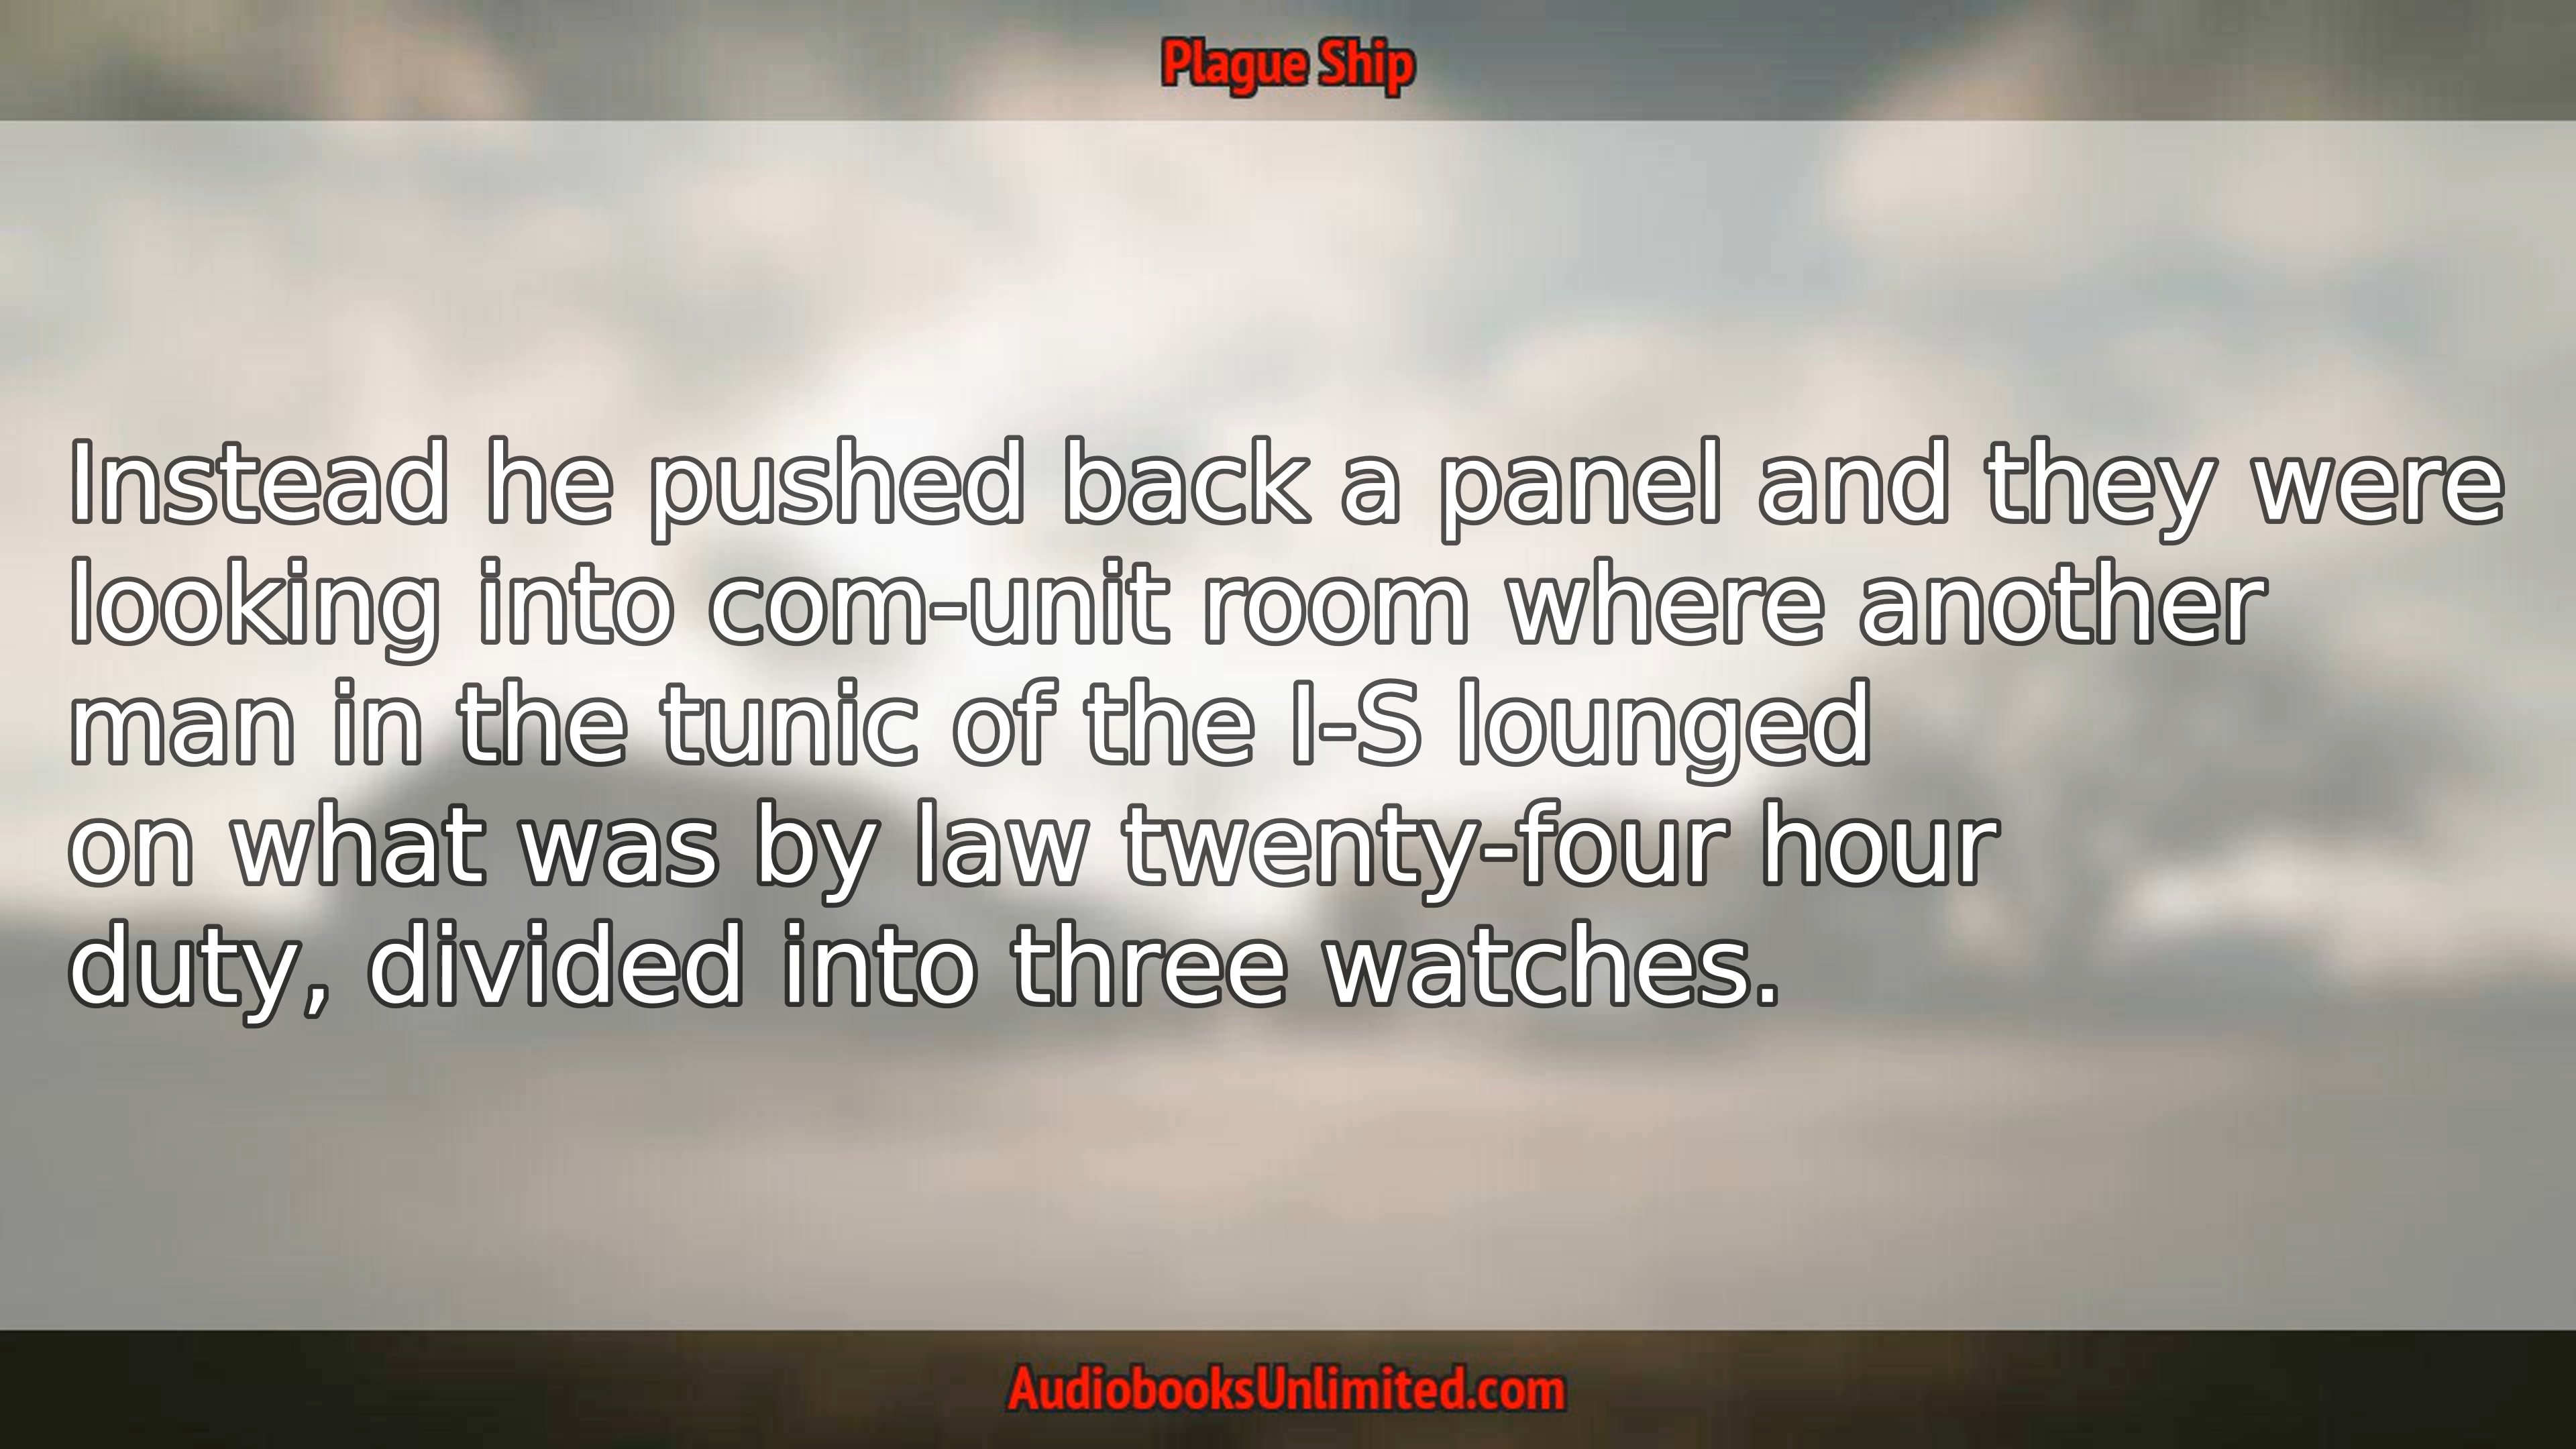 Plague Ship
Instead he pushed back a panel and they were
looking into com-unit room where another
man in the tunic of the I-S lounged
on what was by law twenty-four hour
duty, divided into three watches.
AudiobooksUnlimited.com